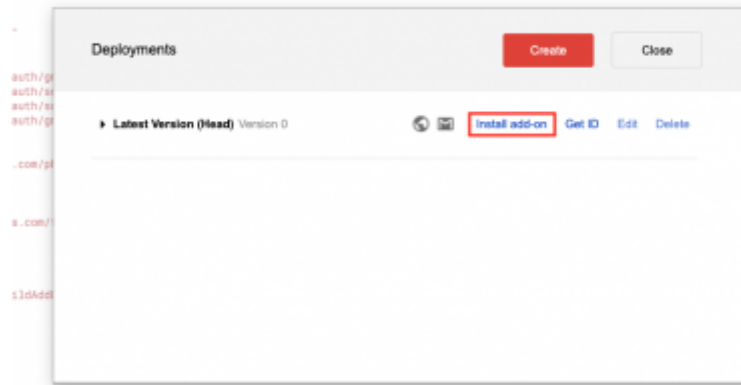 Deployments
Create
Close
auth/g
auth/s
auth/s
auth/g
Latest Version (Head) Version 0
Install add-on
Get ID
Edit
Delete
.com/p
s.com/
ildAdd